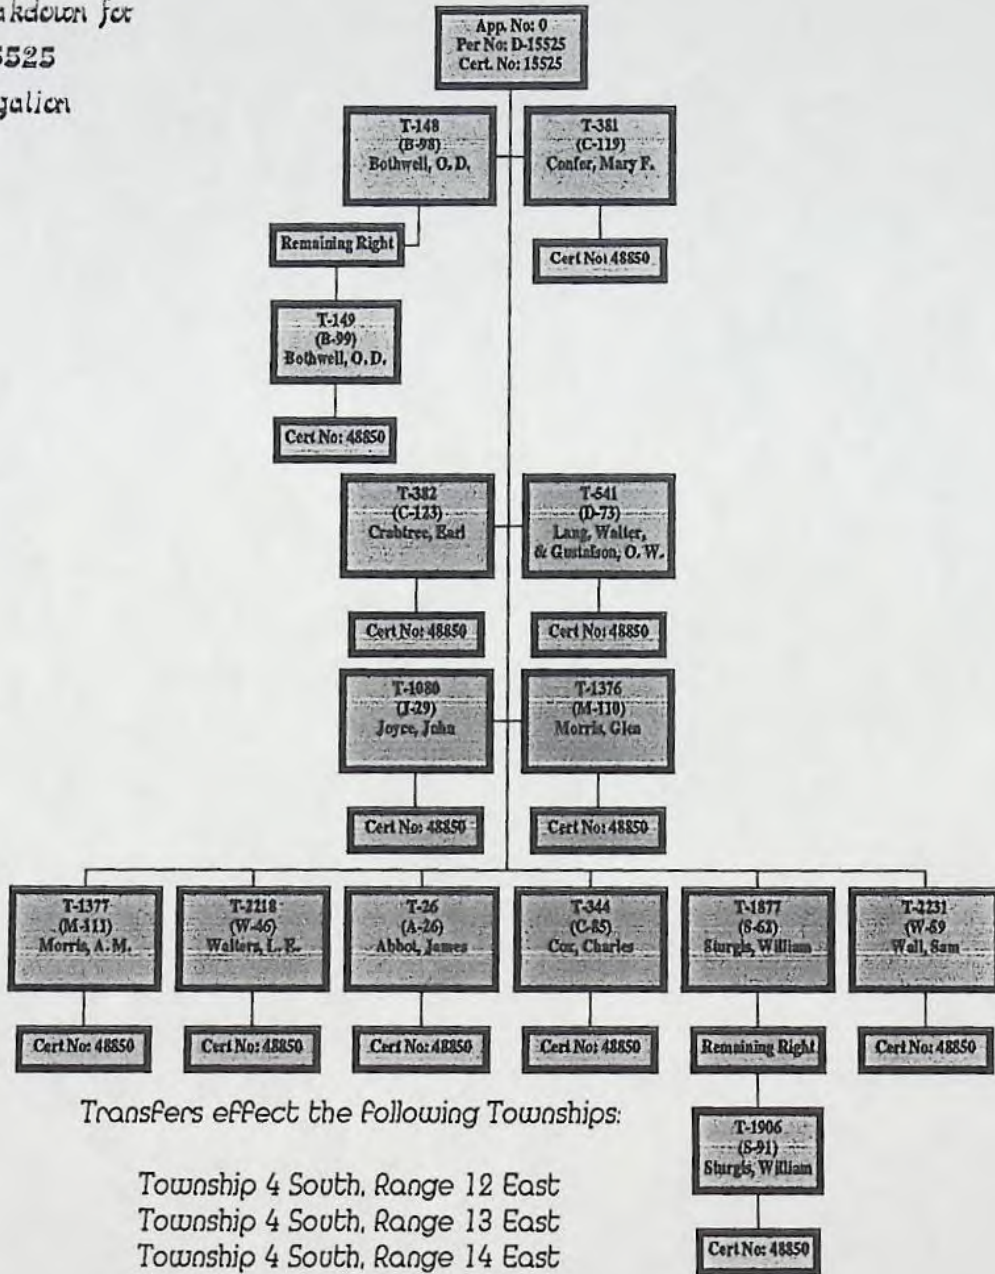 kdown for
5525
gation
App. No: 0
Per No: D-15525
Cert. No: 15525
T-148
(B-98)
Bothwell, O. D.
T-381
(C-119)
Confer, Mary F.
Remaining Right
Cert No: 48850
T-149
(B-99)
Bothwell, O. D.
Cert No: 48850
T-382
(C-123)
Crabtree, Earl
T-541
(D-73)
Lang, Walter,
& Gustafson, O. W.
Cert No: 48850
Cert No: 48850
T-1080
(J-29)
Joyce, John
T-1376
(M-110)
Morris, Glen
Cert No: 48850
Cert No: 48850
T-1377
(M-111)
Morris, A. M.
T-2218
(W-46)
Walters, L. E.
T-26
(A-26)
Abbot, James
T-344
(C-85)
Cox, Charles
T-1877
(S-62)
Sturgis, William
T-2231
(W-59
Wall, Sam
Cert No: 48850
Cert No: 48850
Cert No: 48850
Cert No: 48850
Remaining Right
Cert No: 48850
Transfers effect the following Townships:
T-1906
(S-91)
Sturgis, William
Township 4 South, Range 12 East
Township 4 South, Range 13 East
Township 4 South, Range 14 East
Cert No: 48850